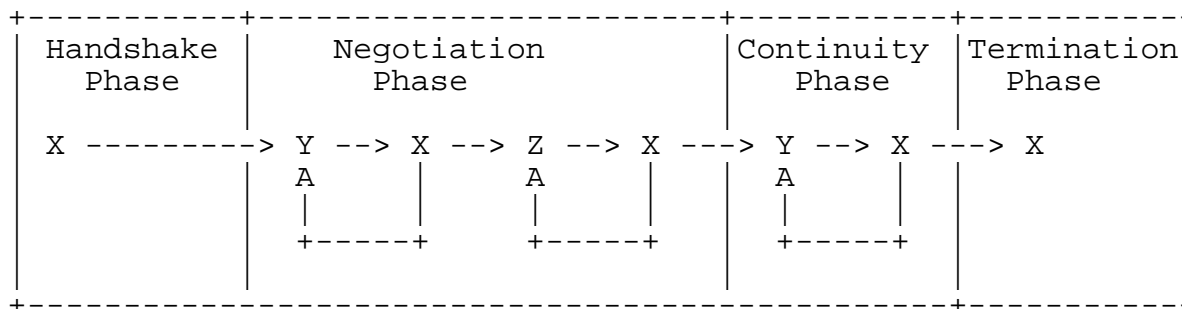 +-----------+------------------------+-----------+------------
| Handshake | Negotiation |Continuity |Termination
| Phase | Phase | Phase | Phase
| | | |
| X ---------> Y --> X --> Z --> X ---> Y --> X ---> X
| | A | A | | A | |
| | | | | | | | | |
| | +-----+ +-----+ | +-----+ |
| | | |
+------------------------------------------------+------------